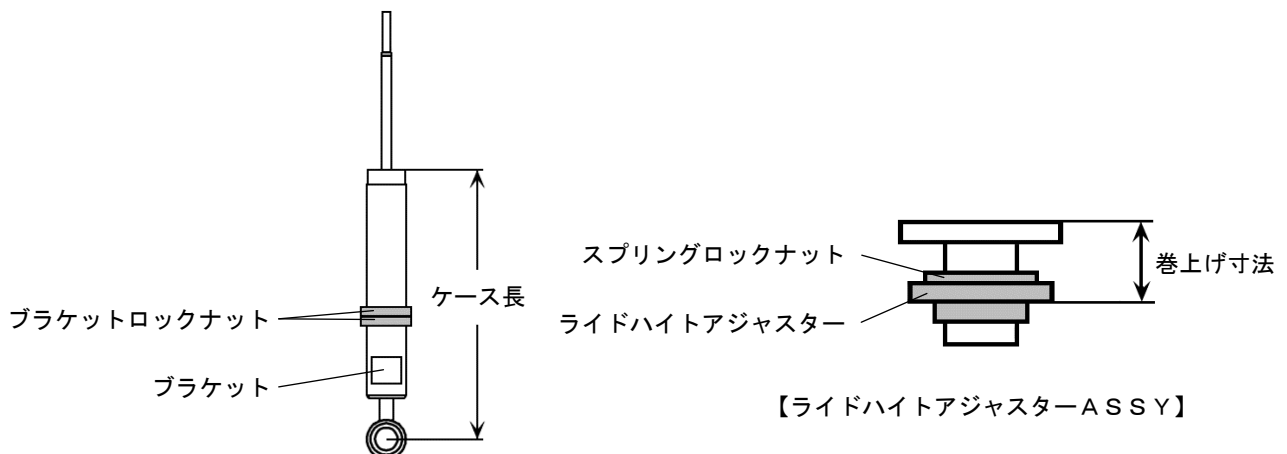 ケース長
ブラケットロックナット
ブラケット
スプリングロックナット
ライドハイトアジャスター
巻上げ寸法
【ライドハイトアジャスターＡＳＳＹ】